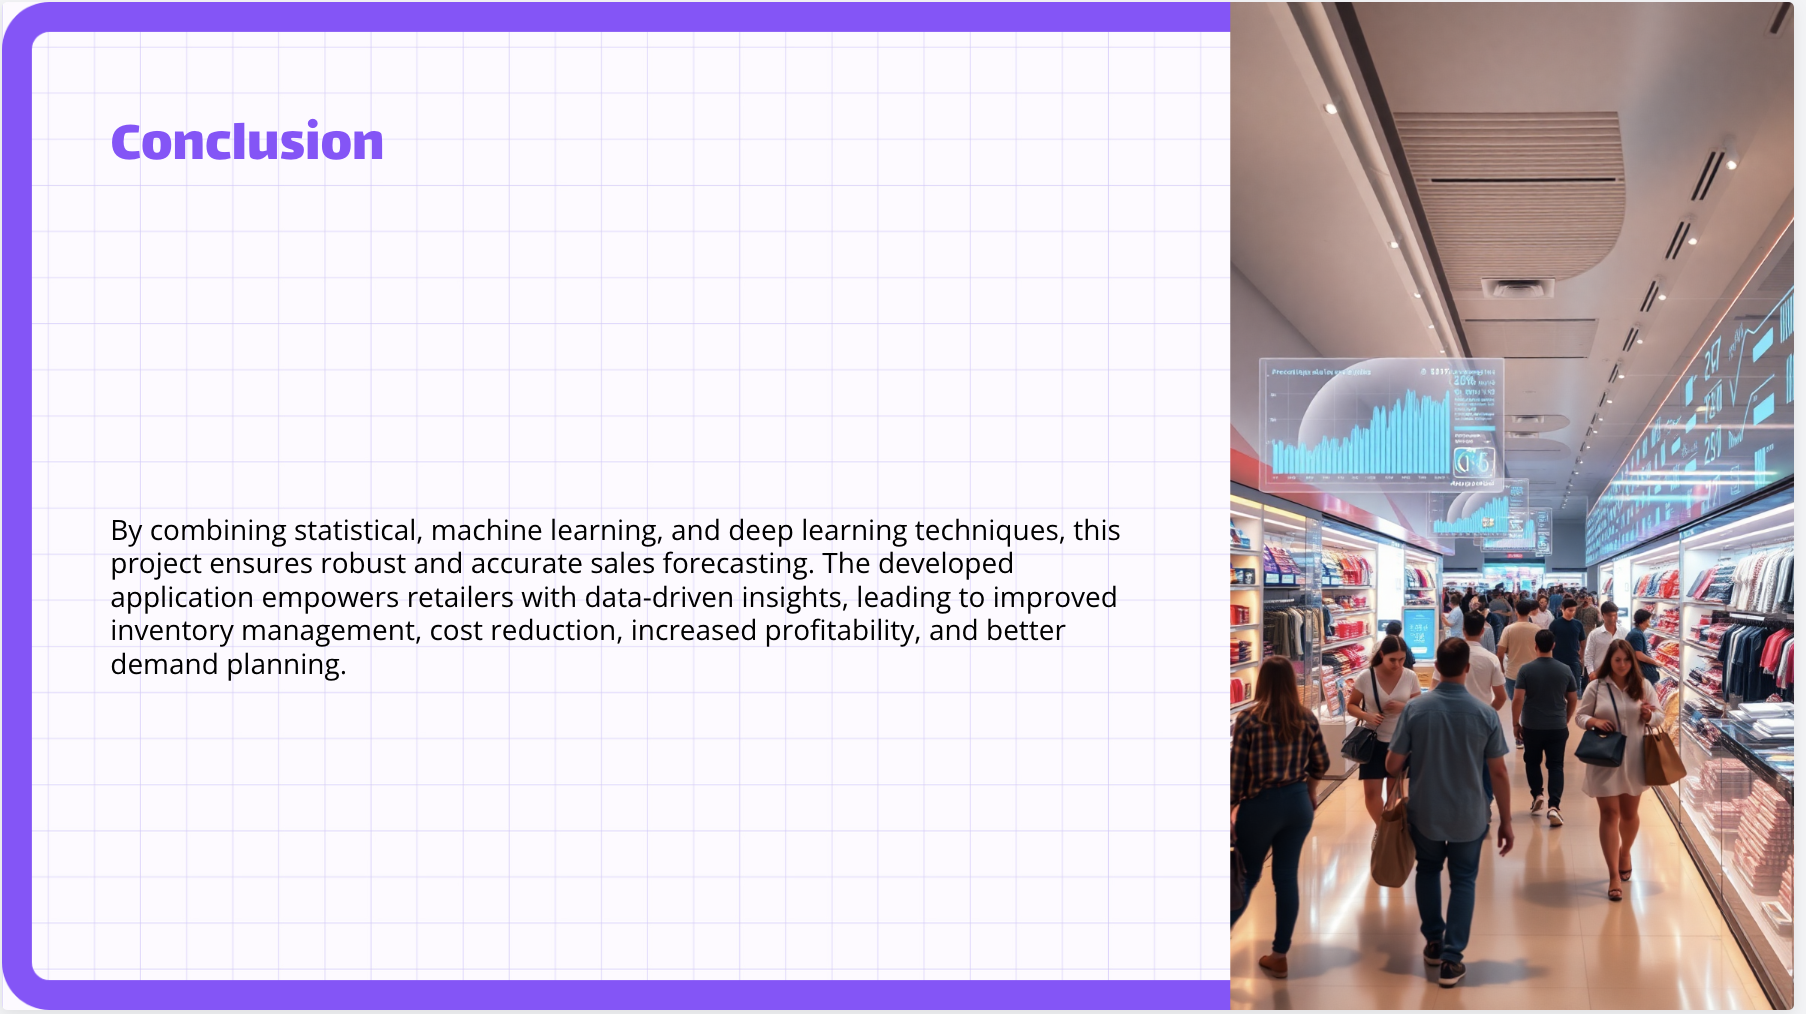 Conclusion
By combining statistical, machine learning, and deep learning techniques, this
project ensures robust and accurate sales forecasting. The developed
application empowers retailers with data-driven insights, leading to improved
inventory management, cost reduction, increased profitability, and better
demand planning.